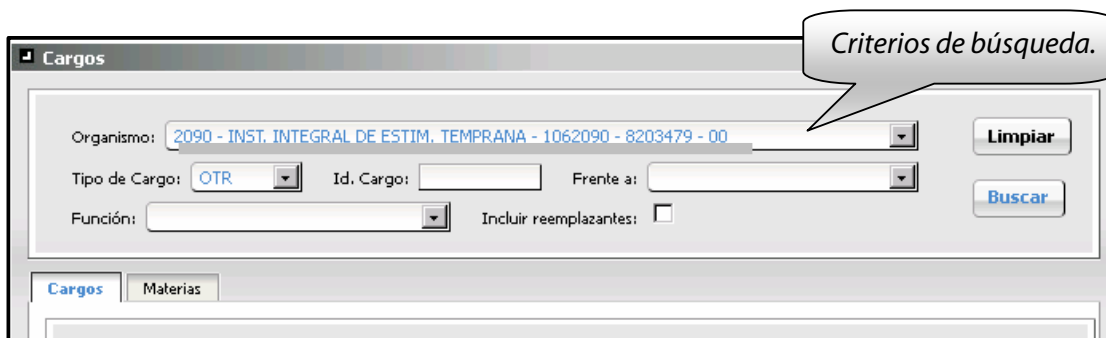 Criterios de búsqueda.
Cargos
Organismo: 2090 - INST. INTEGRAL DE ESTIM. TEMPRANA - 1062090 - 8203479 - 00
Limpiar
Tipo de Cargo: OTR Id. Cargo: Frente a:
Buscar
Función: Incluir reemplazantes:
Cargos Materias